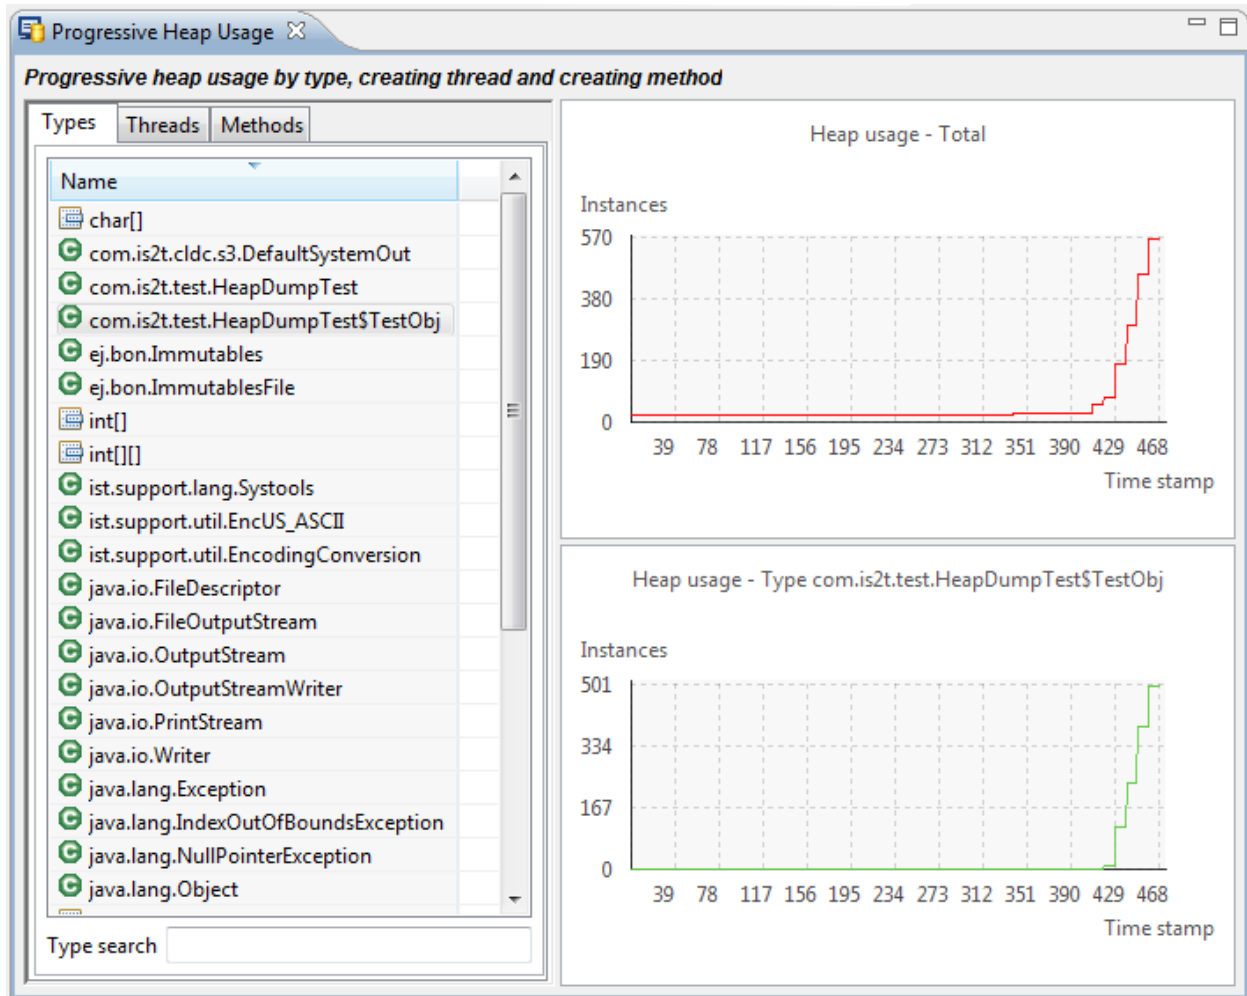 Progressive Heap Usage
Progressive heap usage by type, creating thread and creating method
Types Threads Methods
Name
char[]
com.is2t.cldc.s3.DefaultSystemOut
com.is2t.test.HeapDumpTest
com.is2t.test.HeapDumpTest$TestObj
ej.bon.Immutables
ej.bon.ImmutablesFile
int[]
int[][]
ist.support.lang.Systools
ist.support.util.EncUS_ASCII
ist.support.util.EncodingConversion
java.io.FileDescriptor
java.io.FileOutputStream
java.io.OutputStream
java.io.OutputStreamWriter
java.io.PrintStream
java.io.Writer
java.lang.Exception
java.lang.IndexOutOfBoundsException
java.lang.NullPointerException
java.lang.Object
Type search
Heap usage - Total
Instances
570
380
190
0
39 78 117 156 195 234 273 312 351 390 429 468
Time stamp
Heap usage - Type com.is2t.test.HeapDumpTest$TestObj
Instances
501
334
167
0
39 78 117 156 195 234 273 312 351 390 429 468
Time stamp